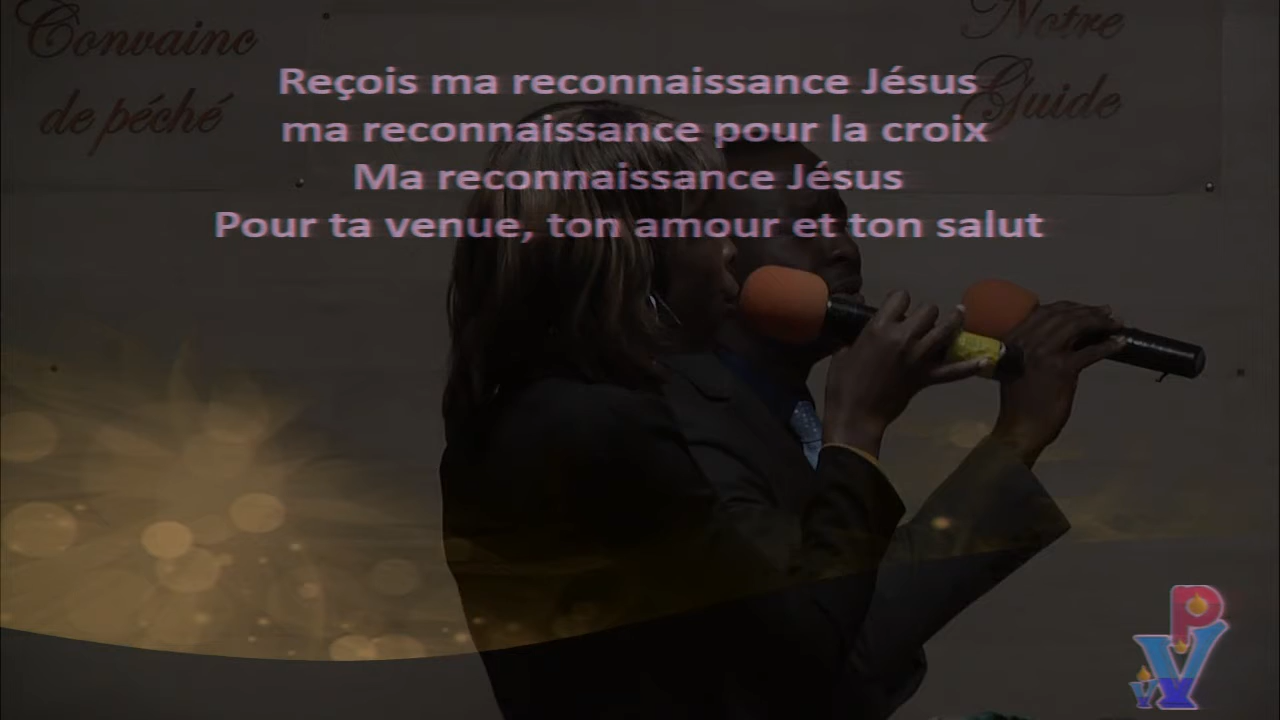 Convainc
de péché
Notre
Guide
Reçois ma reconnaissance Jésus
ma reconnaissance pour la croix
Ma reconnaissance Jésus
Pour ta venue, ton amour et ton salut
P
V
V V